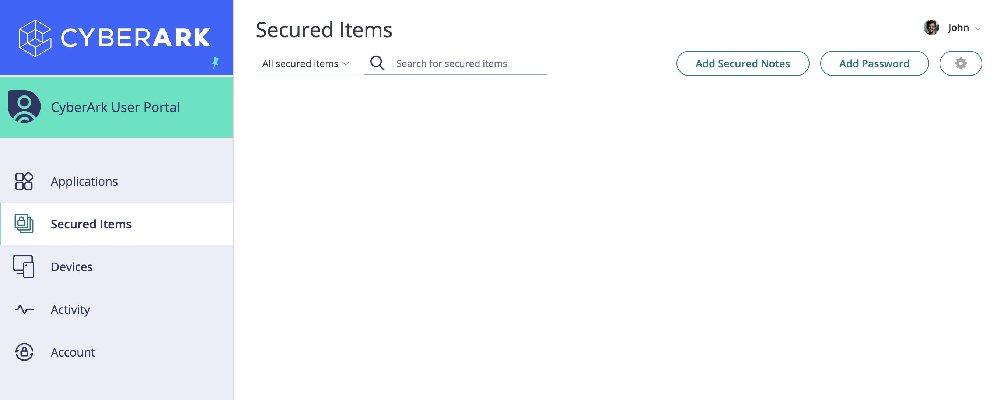 CYBERARK
CyberArk User Portal
Applications
Secured Items
Devices
Activity
Account
Secured Items
John
All secured items
Search for secured items
Add Secured Notes
Add Password